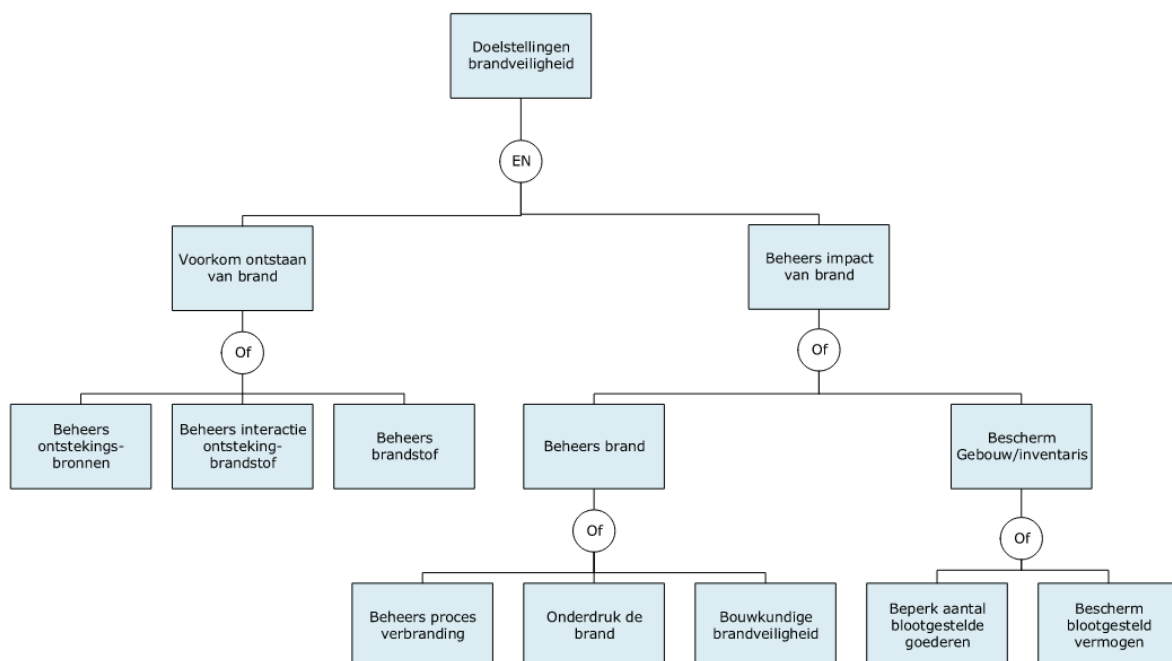 Doelstellingen
brandveiligheid
EN
Voorkom ontstaan
van brand
Beheers impact
van brand
Of
Of
Beheers
ontstekings-
bronnen
Beheers interactie
ontsteking-
brandstof
Beheers
brandstof
Beheers brand
Bescherm
Gebouw/inventaris
Of
Of
Beheers proces
verbranding
Onderdruk de
brand
Bouwkundige
brandveiligheid
Beperk aantal
blootgestelde
goederen
Bescherm
blootgesteld
vermogen